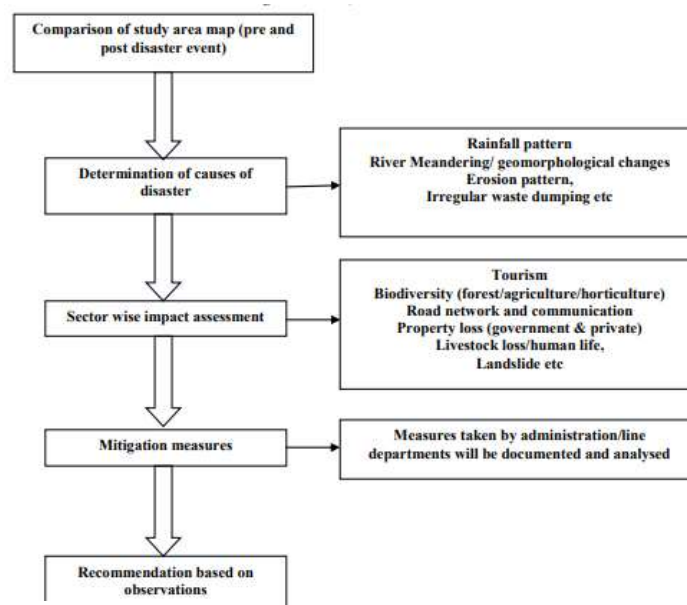 Comparison of study area map (pre and
post disaster event)
Determination of causes of
disaster
Rainfall pattern
River Meandering/ geomorphological changes
Erosion pattern,
Irregular waste dumping etc
Sector wise impact assessment
Tourism
Biodiversity (forest/agriculture/horticulture)
Road network and communication
Property loss (government & private)
Livestock loss/human life,
Landslide etc
Mitigation measures
Measures taken by administration/line
departments will be documented and analysed
Recommendation based on
observations